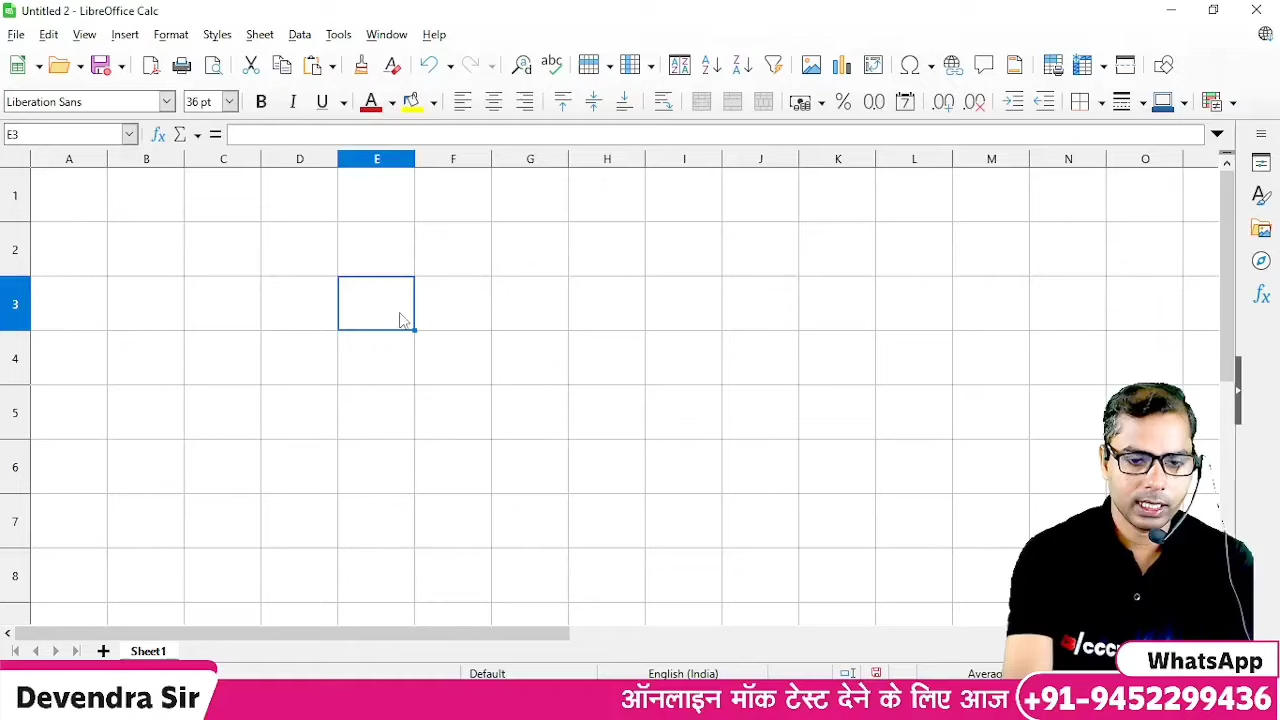 Untitled 2 - LibreOffice Calc
File Edit View Insert Format Styles Sheet Data Tools Window Help
Liberation Sans 36 pt
E3
A B C D E F G H I J K L M N O
1
2
3
4
5
6
7
8
Sheet1
Default English (India)
WhatsApp
Devendra Sir ऑनलाइन मॉक टेस्ट देने के लिए आज +91-9452299436